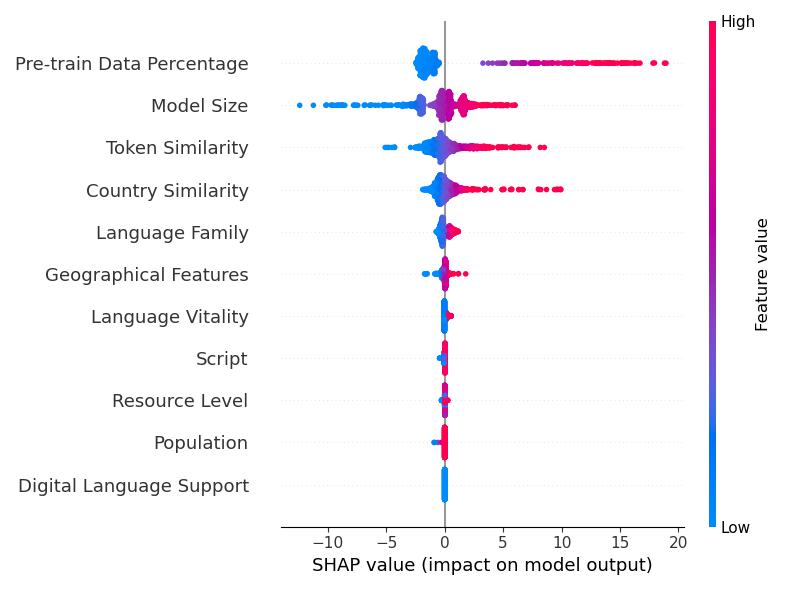 Pre-train Data Percentage
Model Size
Token Similarity
Country Similarity
Language Family
Geographical Features
Language Vitality
Script
Resource Level
Population
Digital Language Support
−10 −5 0 5 10 15 20
SHAP value (impact on model output)
High
Feature value
Low